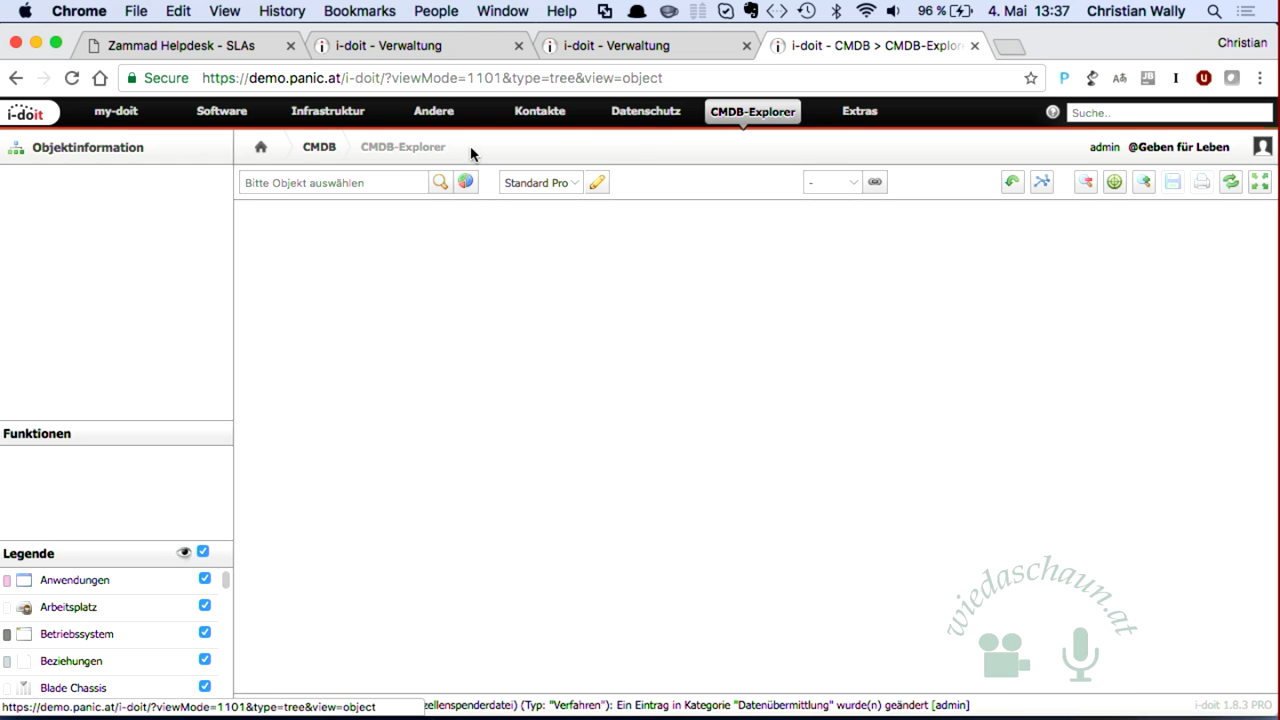 Chrome File Edit View History Bookmarks People Window Help 96 % 4. Mai 13:37 Christian Wally
Zammad Helpdesk - SLAs i-doit - Verwaltung i-doit - Verwaltung i-doit - CMDB > CMDB-Explor Christian
Secure https://demo.panic.at/i-doit/?viewMode=1101&type=tree&view=object
i-doit my-doit Software Infrastruktur Andere Kontakte Datenschutz CMDB-Explorer Extras Suche..
Objektinformation CMDB CMDB-Explorer admin @Geben für Leben
Bitte Objekt auswählen Standard Pro -
Funktionen
Legende
Anwendungen
Arbeitsplatz
Betriebssystem
Beziehungen
Blade Chassis
wiedaschaun.at
https://demo.panic.at/i-doit/?viewMode=1101&type=tree&view=object zellenspenderdatei) (Typ: "Verfahren"): Ein Eintrag in Kategorie "Datenübermittlung" wurde(n) geändert [admin] i-doit 1.8.3 PRO